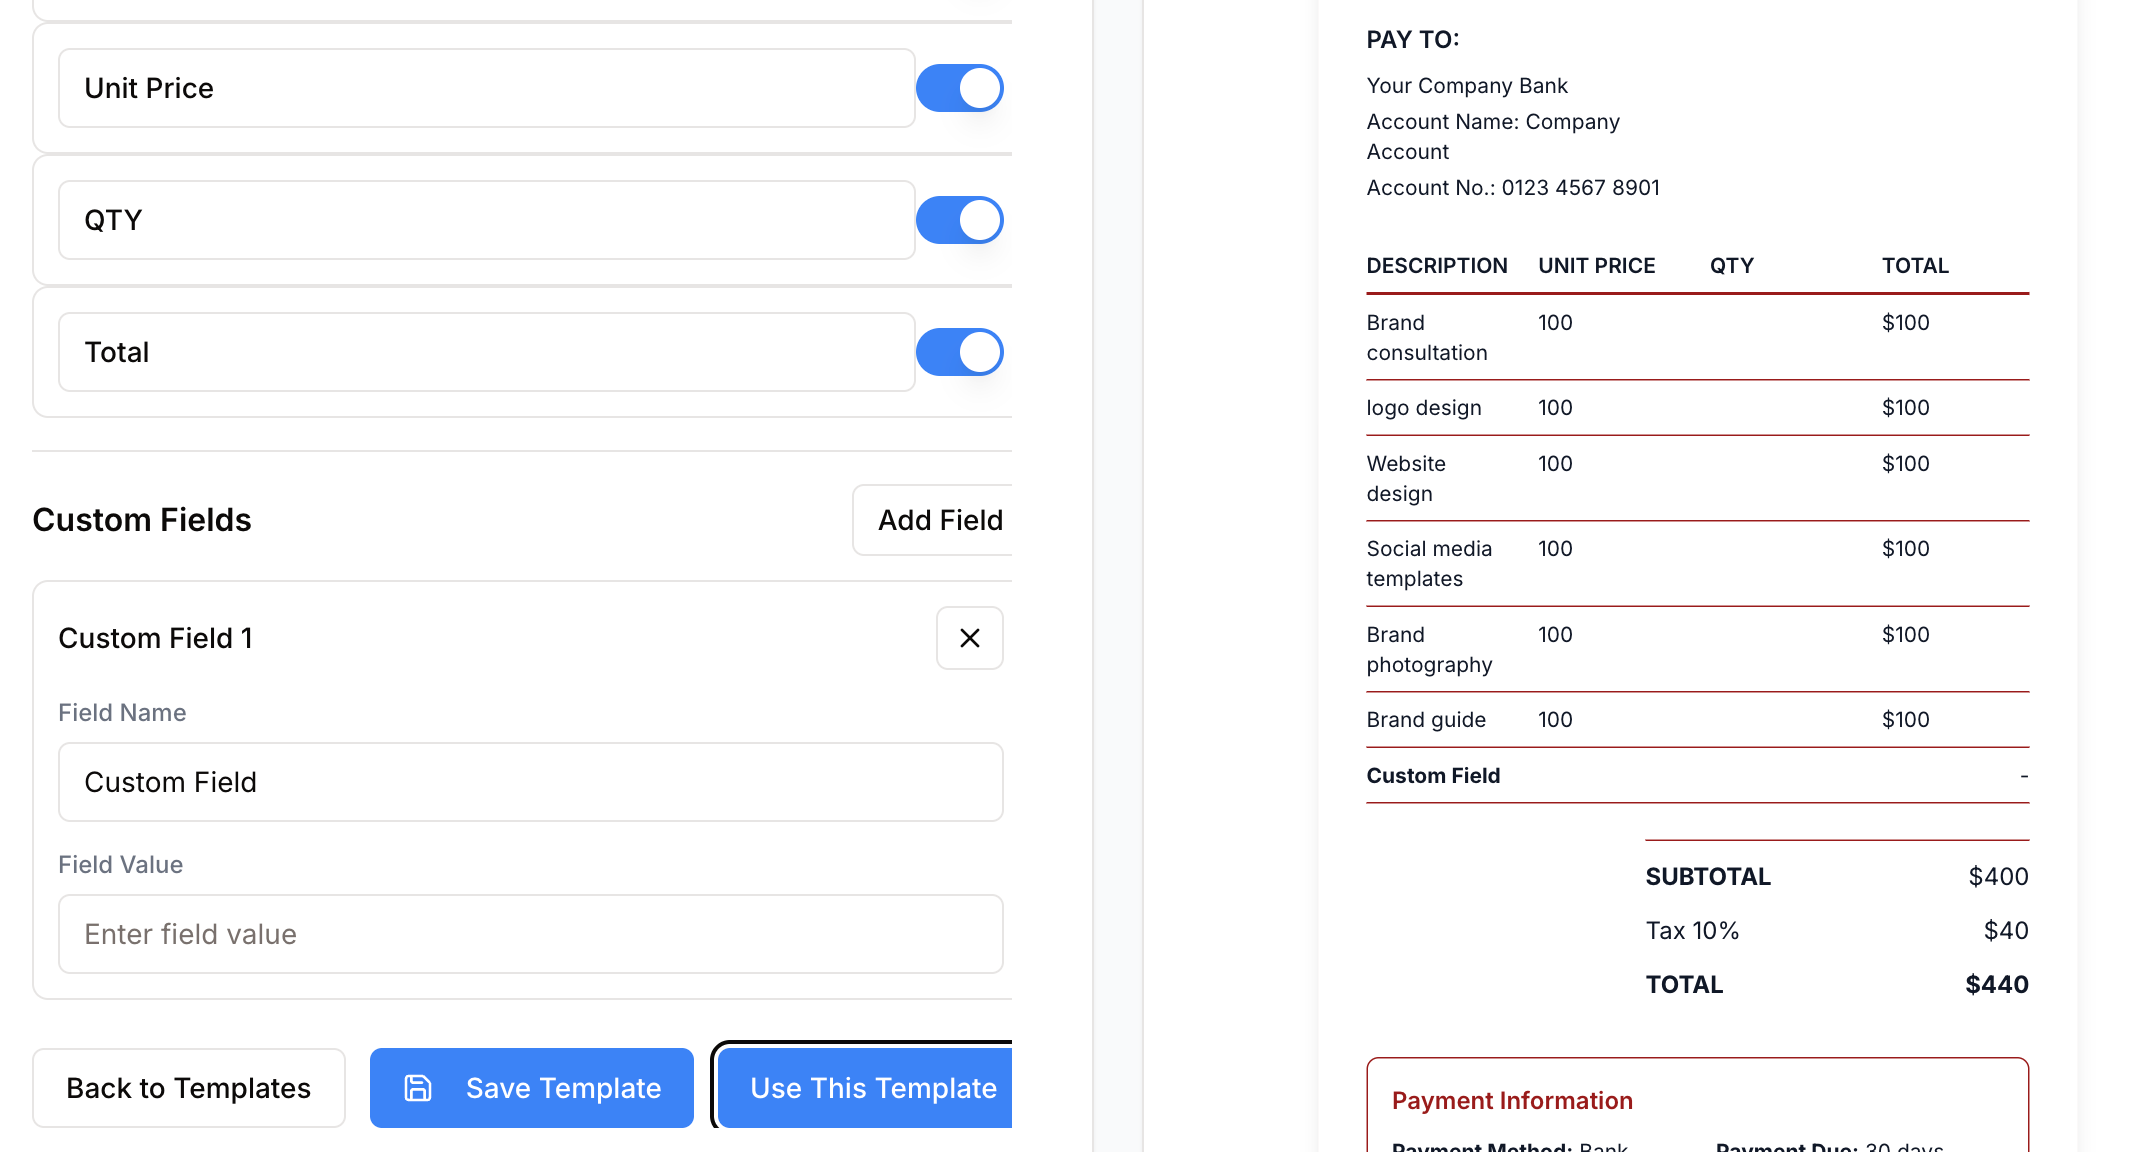 Unit Price
QTY
Total
Custom Fields
Add Field
Custom Field 1
Field Name
Custom Field
Field Value
Enter field value
Back to Templates
Save Template
Use This Template
PAY TO:
Your Company Bank
Account Name: Company
Account
Account No.: 0123 4567 8901
DESCRIPTION UNIT PRICE QTY TOTAL
Brand 100 $100
consultation
logo design 100 $100
Website 100 $100
design
Social media 100 $100
templates
Brand 100 $100
photography
Brand guide 100 $100
Custom Field -
SUBTOTAL $400
Tax 10% $40
TOTAL $440
Payment Information
Payment Method: Bank Payment Due: 30 days